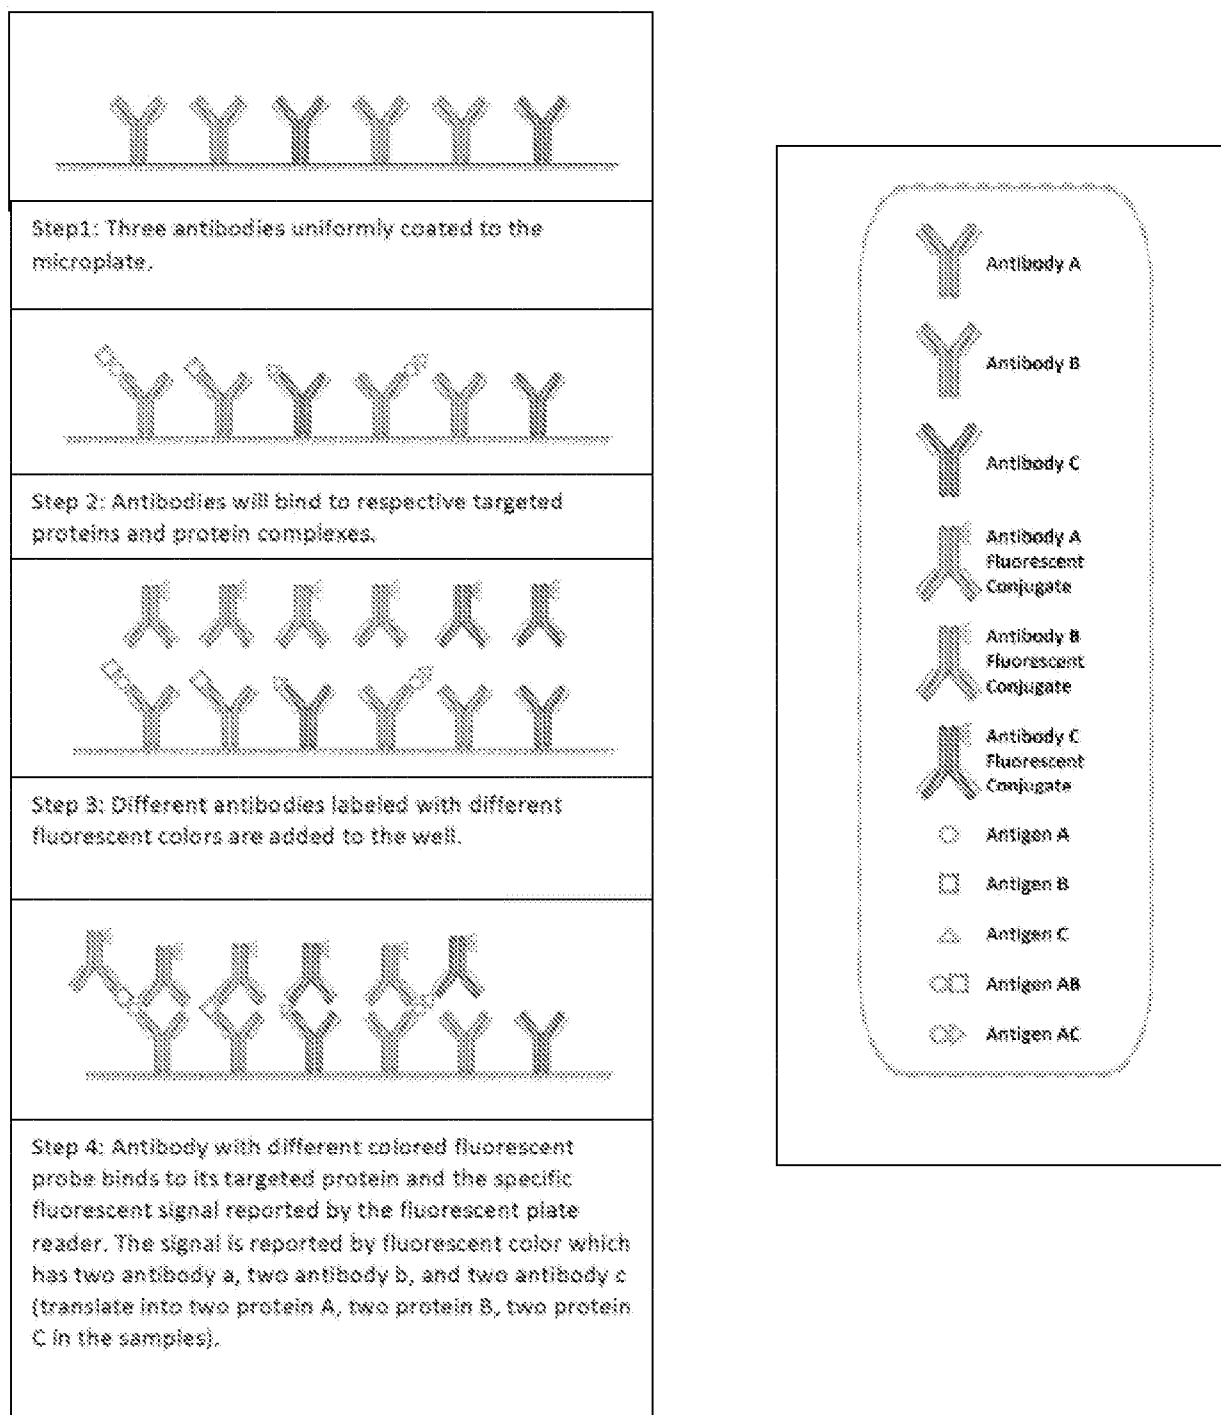 Step1: Three antibodies uniformly coated to the
microplate.
Step 2: Antibodies will bind to respective targeted
proteins and protein complexes.
Step 3: Different antibodies labeled with different
fluorescent colors are added to the well.
Step 4: Antibody with different colored fluorescent
probe binds to its targeted protein and the specific
fluorescent signal reported by the fluorescent plate
reader. The signal is reported by fluorescent color which
has two antibody a, two antibody b, and two antibody c
(translate into two protein A, two protein B, two protein
C in the samples).
Antibody A
Antibody B
Antibody C
Antibody A
Fluorescent
Conjugate
Antibody B
Fluorescent
Conjugate
Antibody C
Fluorescent
Conjugate
Antigen A
Antigen B
Antigen C
Antigen AB
Antigen AC